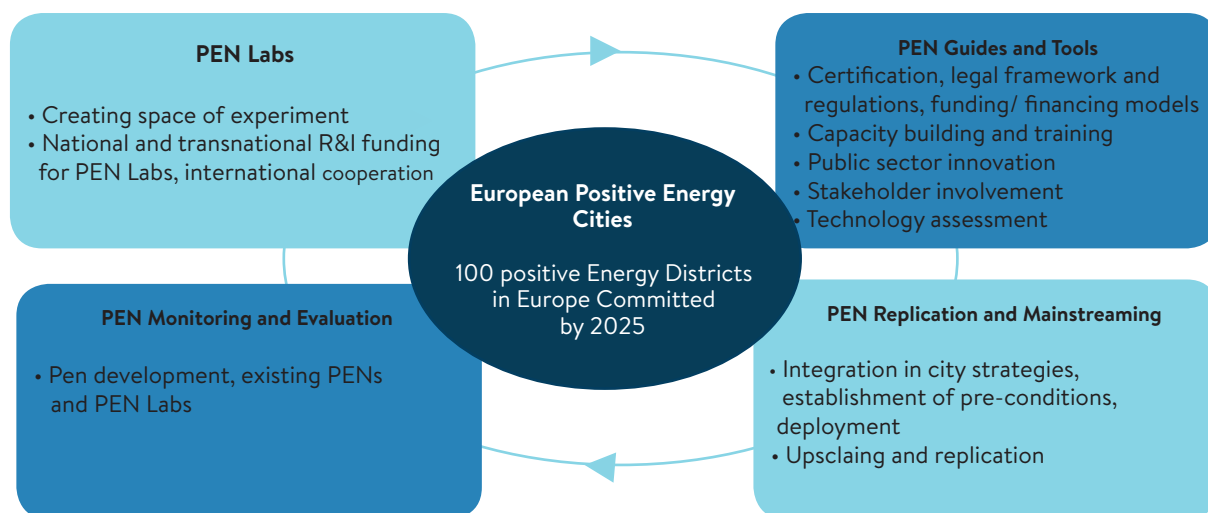 PEN Labs
• Creating space of experiment
• National and transnational R&I funding
for PEN Labs, international cooperation
PEN Guides and Tools
• Certification, legal framework and
regulations, funding/ financing models
• Capacity building and training
• Public sector innovation
• Stakeholder involvement
• Technology assessment
European Positive Energy
Cities
100 positive Energy Districts
in Europe Committed
by 2025
PEN Monitoring and Evaluation
• Pen development, existing PENs
and PEN Labs
PEN Replication and Mainstreaming
• Integration in city strategies,
establishment of pre-conditions,
deployment
• Upsclaing and replication